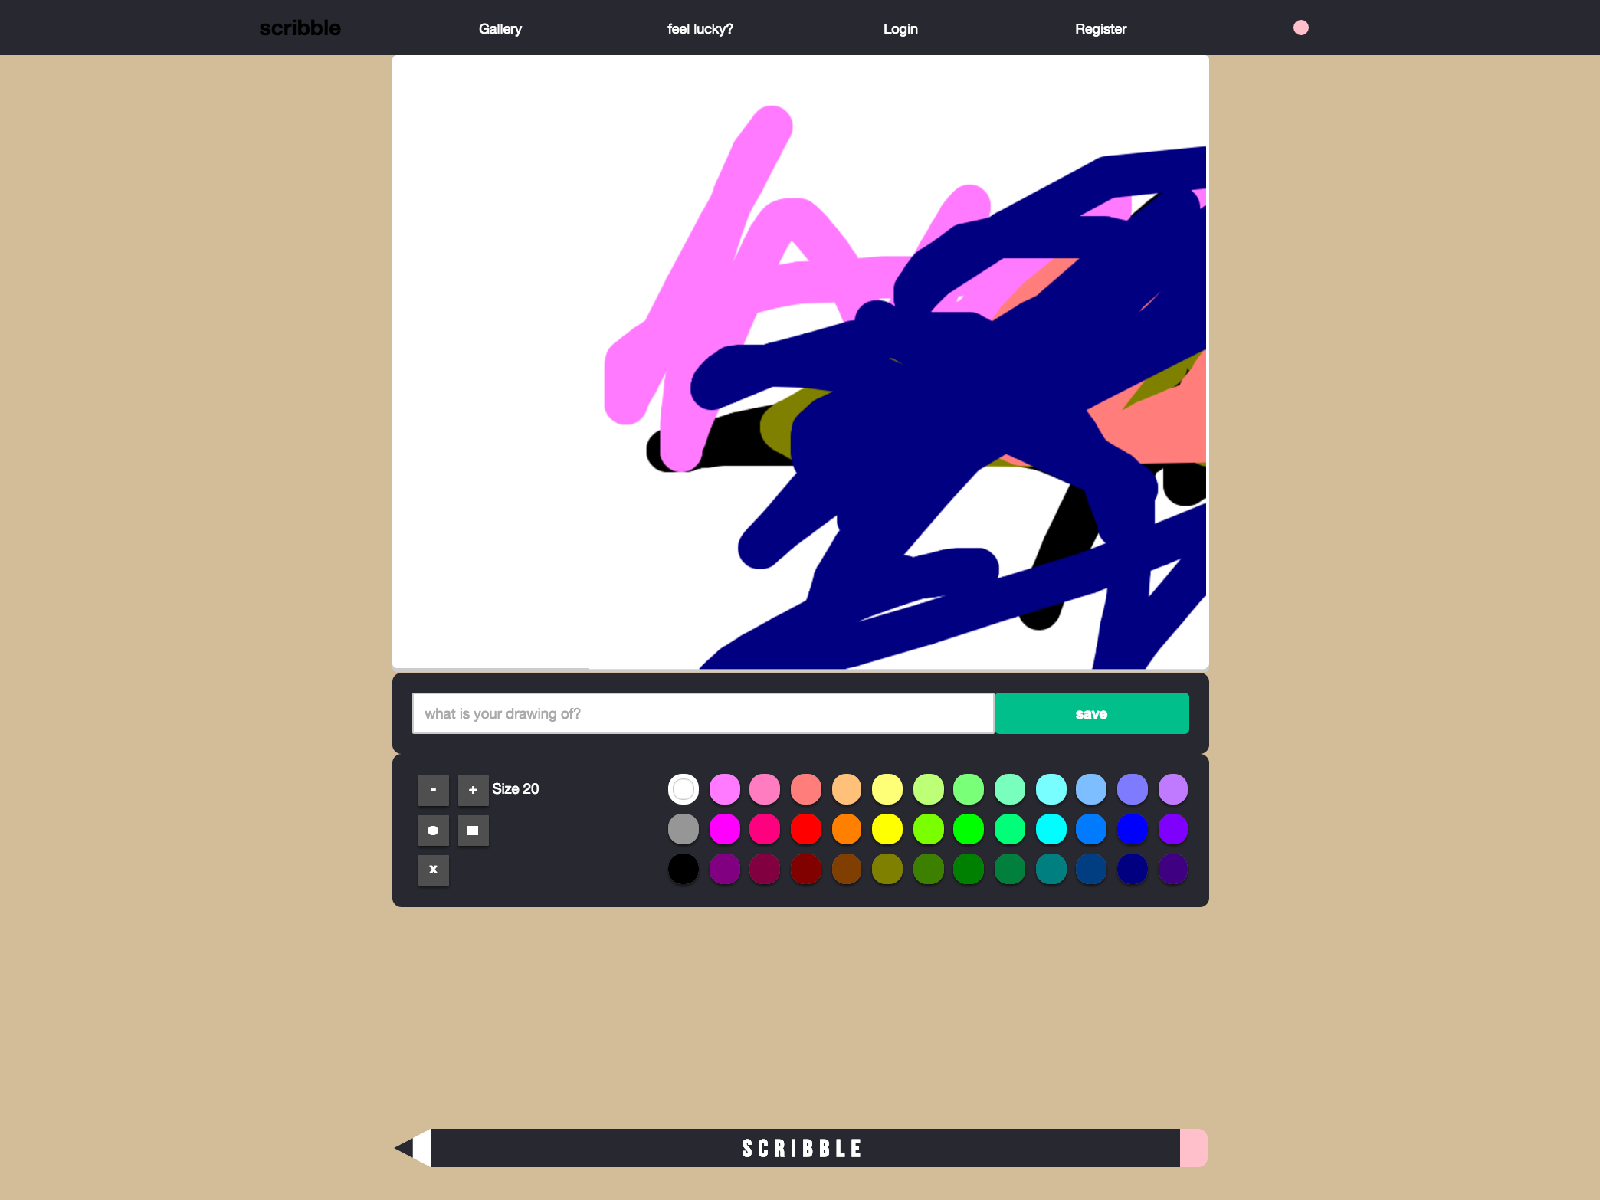 scribble Gallery feel lucky? Login Register
what is your drawing of? save
- + Size 20
x
SCRIBBLE